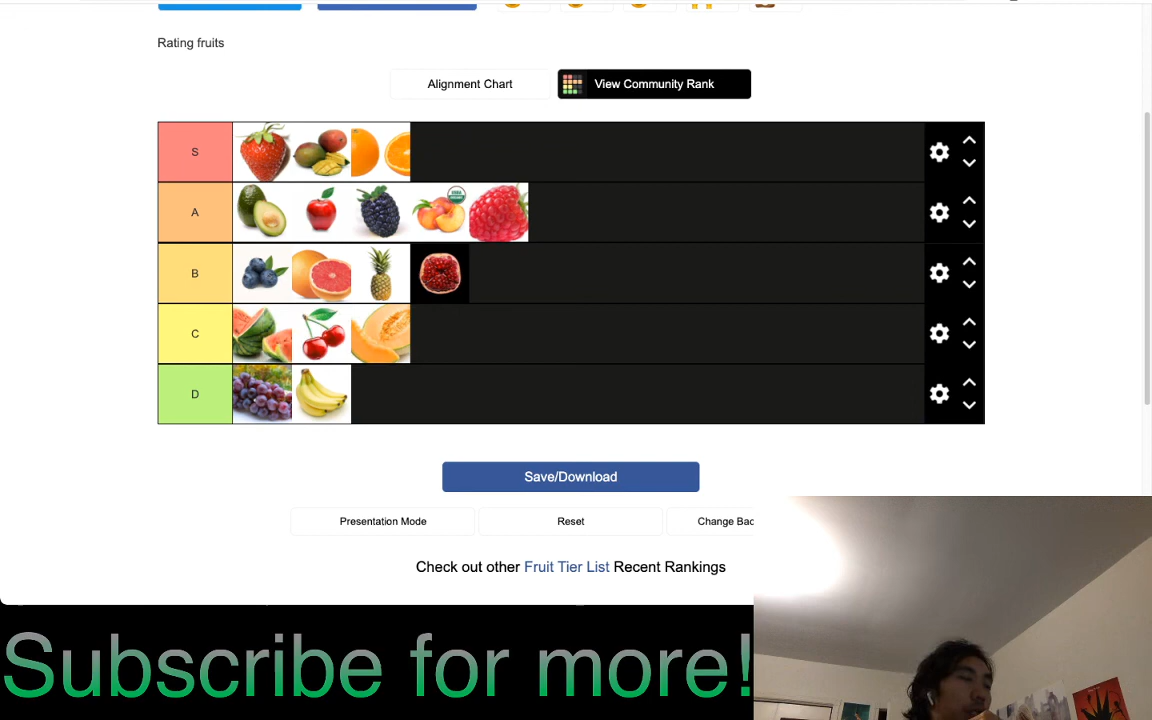 Rating fruits
Alignment Chart
View Community Rank
S
A
B
C
D
Save/Download
Presentation Mode
Reset
Change Bac
Check out other Fruit Tier List Recent Rankings
Subscribe for more!